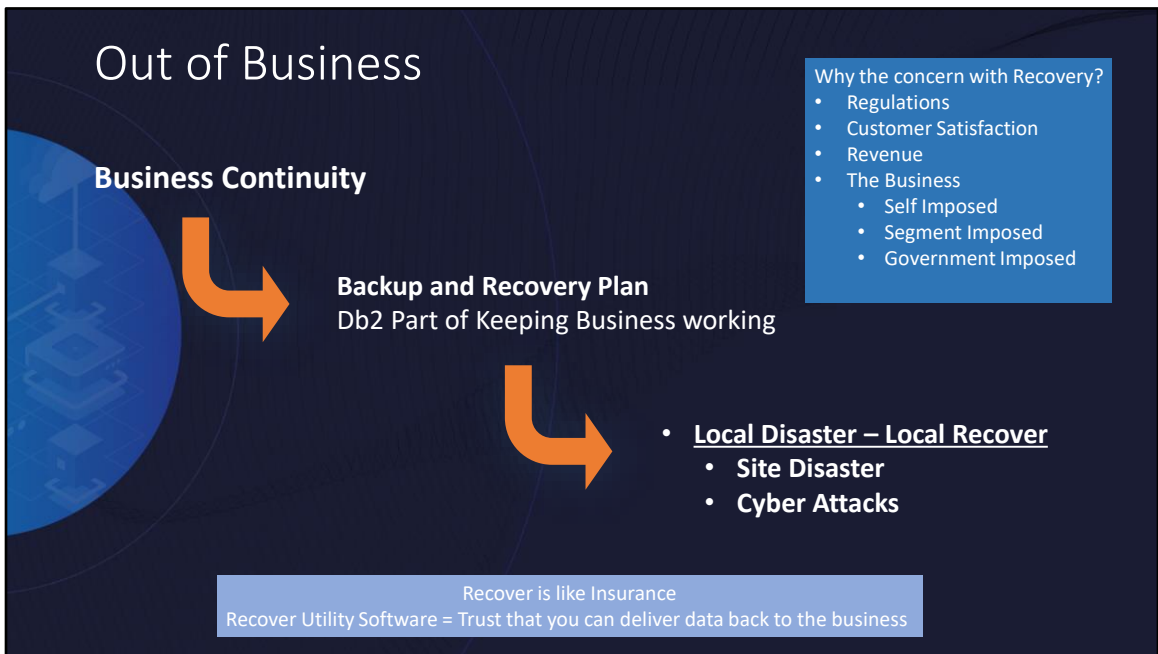 Out of Business
Why the concern with Recovery?
• Regulations
• Customer Satisfaction
• Revenue
• The Business
• Self Imposed
• Segment Imposed
• Government Imposed
Business Continuity
Backup and Recovery Plan
Db2 Part of Keeping Business working
• Local Disaster – Local Recover
• Site Disaster
• Cyber Attacks
Recover is like Insurance
Recover Utility Software = Trust that you can deliver data back to the business